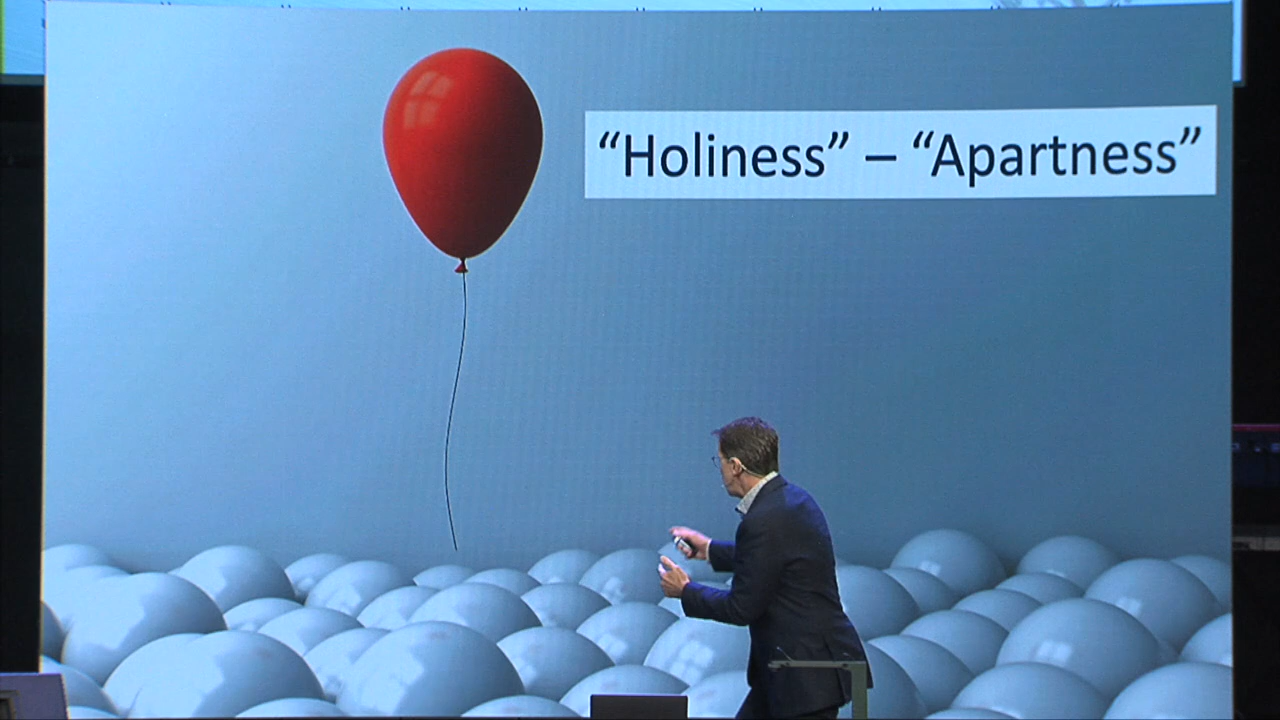 “Holiness” – “Apartness”